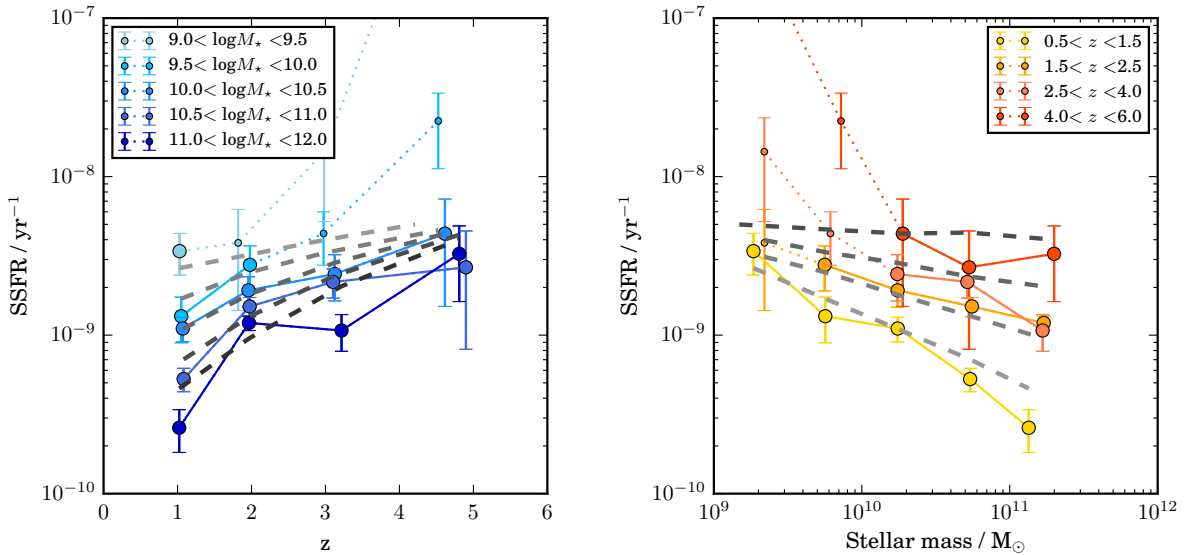 10⁻⁷
10⁻⁸
10⁻⁹
10⁻¹⁰
SSFR / yr⁻¹
9.0< logM⋆ <9.5
9.5< logM⋆ <10.0
10.0< logM⋆ <10.5
10.5< logM⋆ <11.0
11.0< logM⋆ <12.0
0 1 2 3 4 5 6
z
10⁻⁷
10⁻⁸
10⁻⁹
10⁻¹⁰
SSFR / yr⁻¹
0.5< z <1.5
1.5< z <2.5
2.5< z <4.0
4.0< z <6.0
10⁹ 10¹⁰ 10¹¹ 10¹²
Stellar mass / M⊙